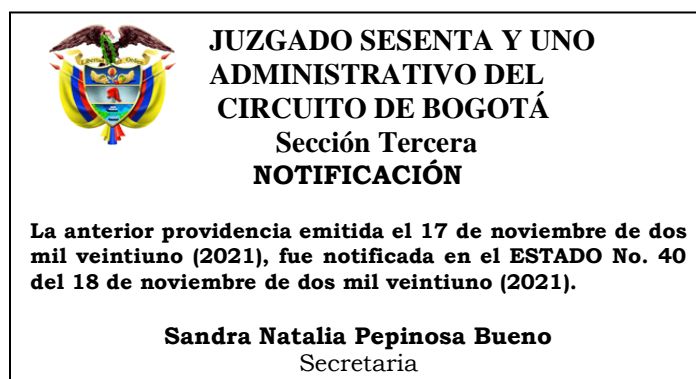 JUZGADO SESENTA Y UNO
ADMINISTRATIVO DEL
CIRCUITO DE BOGOTÁ
Sección Tercera
NOTIFICACIÓN
La anterior providencia emitida el 17 de noviembre de dos
mil veintiuno (2021), fue notificada en el ESTADO No. 40
del 18 de noviembre de dos mil veintiuno (2021).
Sandra Natalia Pepinosa Bueno
Secretaria